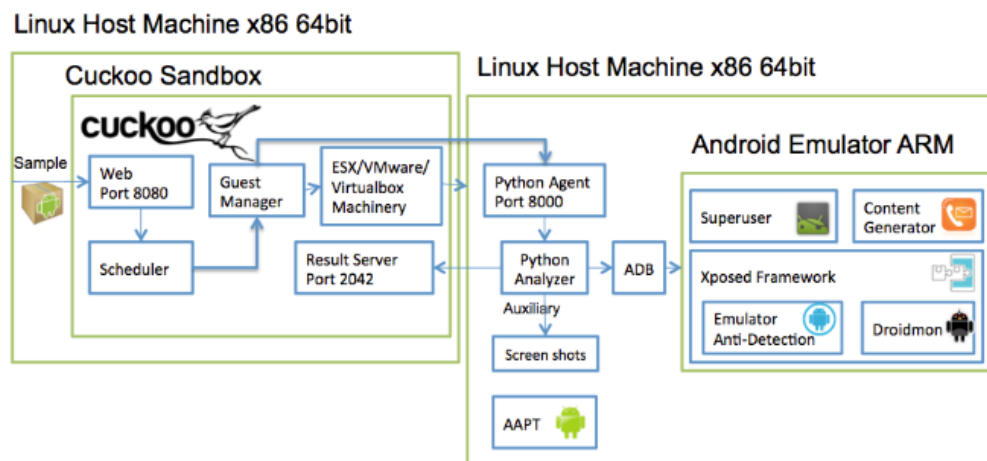 Linux Host Machine x86 64bit
Cuckoo Sandbox
cuckoo
Sample
Web
Port 8080
Scheduler
Guest
Manager
ESX/VMware/
Virtualbox
Machinery
Result Server
Port 2042
Linux Host Machine x86 64bit
Python Agent
Port 8000
Python
Analyzer
ADB
Auxiliary
Screen shots
AAPT
Android Emulator ARM
Superuser
Content
Generator
Xposed Framework
Emulator
Anti-Detection
Droidmon